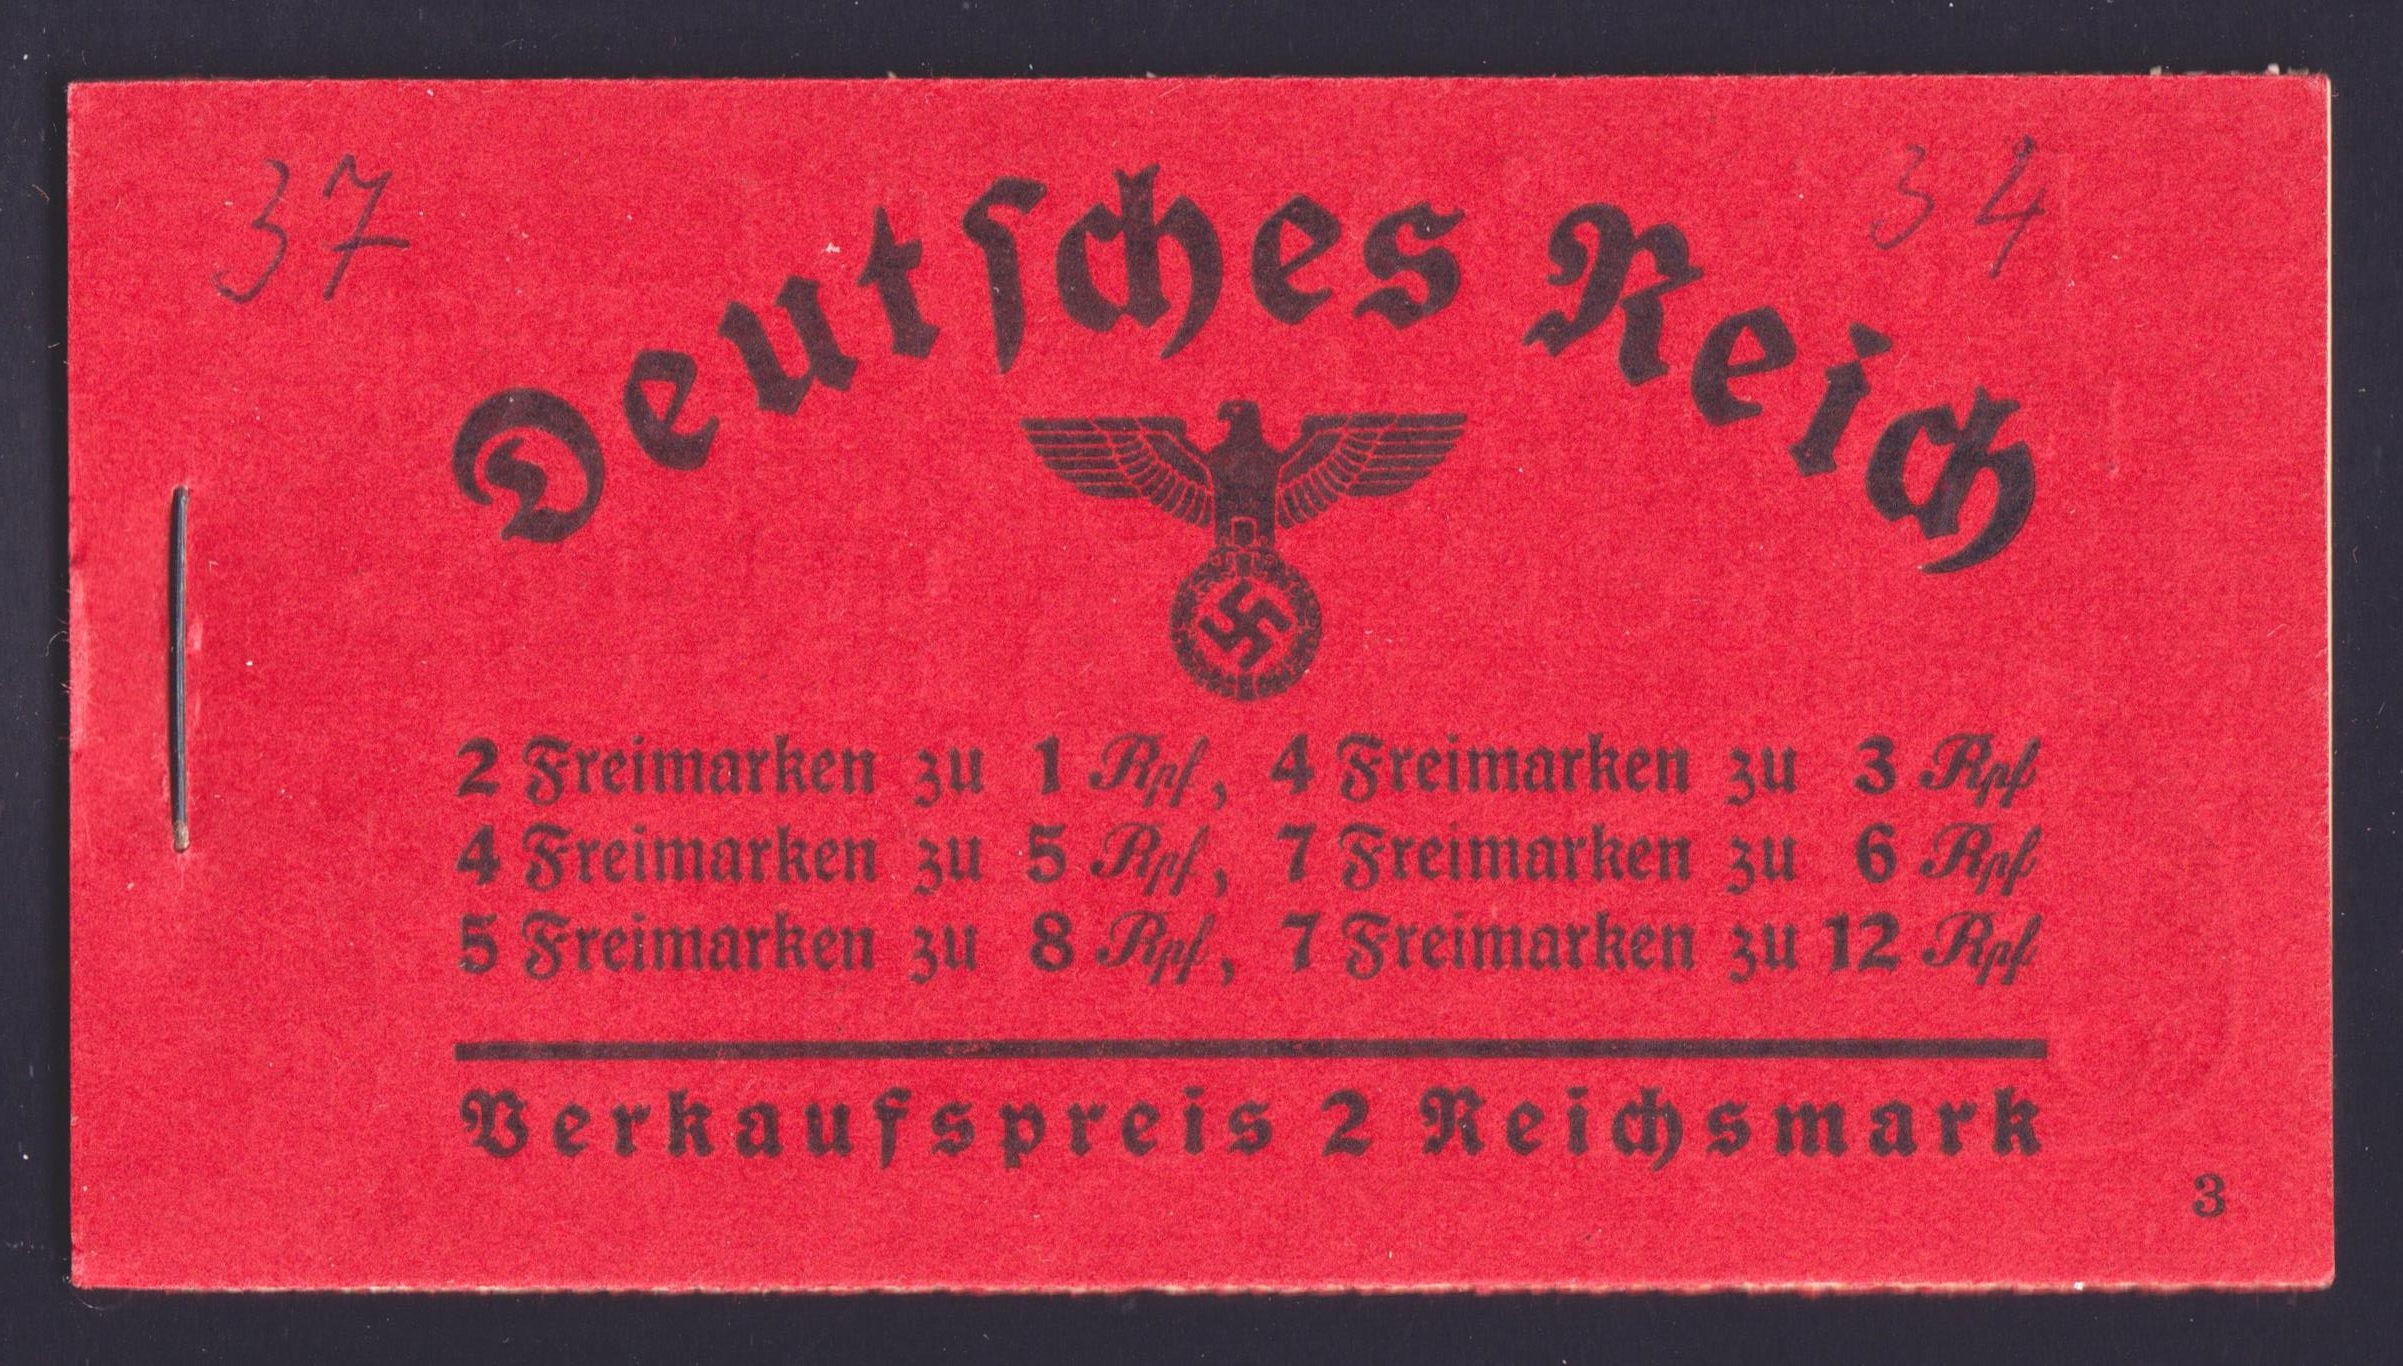 37
34
Deutſches Reich
2 Freimarken zu 1 Rpf, 4 Freimarken zu 3 Rpf
4 Freimarken zu 5 Rpf, 7 Freimarken zu 6 Rpf
5 Freimarken zu 8 Rpf, 7 Freimarken zu 12 Rpf
Verkaufspreis 2 Reichsmark
3